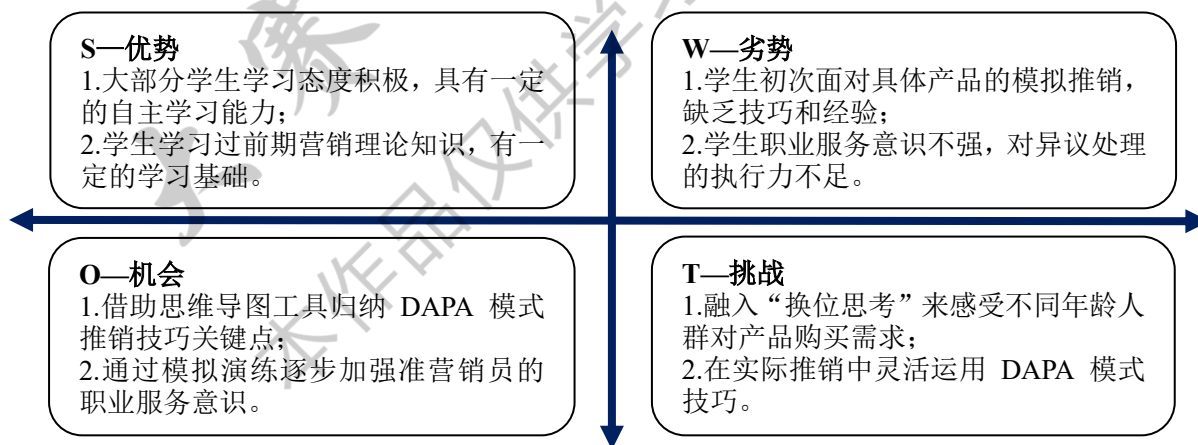 S—优势
1.大部分学生学习态度积极，具有一定
的自主学习能力；
2.学生学习过前期营销理论知识，有一
定的学习基础。
W—劣势
1.学生初次面对具体产品的模拟推销，
缺乏技巧和经验；
2.学生职业服务意识不强，对异议处理
的执行力不足。
O—机会
1.借助思维导图工具归纳 DAPA 模式
推销技巧关键点；
2.通过模拟演练逐步加强准营销员的
职业服务意识。
T—挑战
1.融入“换位思考”来感受不同年龄人
群对产品购买需求；
2.在实际推销中灵活运用 DAPA 模式
技巧。
本作品仅供学